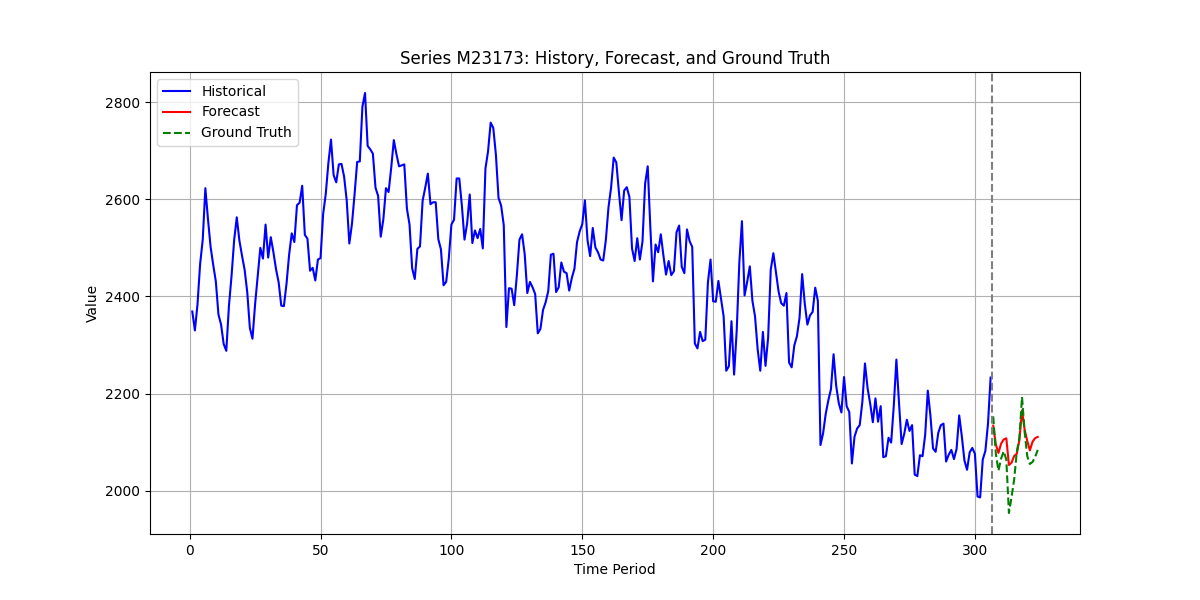 Series M23173: History, Forecast, and Ground Truth
Historical
Forecast
Ground Truth
2800
2600
2400
2200
2000
Value
0 50 100 150 200 250 300
Time Period